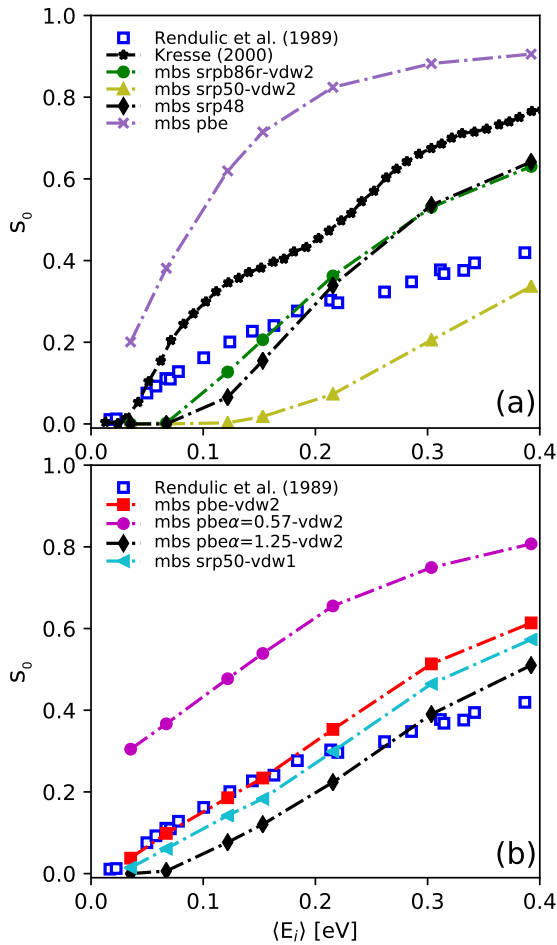 1.0
0.8
0.6
0.4
0.2
0.0
S₀
Rendulic et al. (1989)
Kresse (2000)
mbs srpb86r-vdw2
mbs srp50-vdw2
mbs srp48
mbs pbe
(a)
0.0 0.1 0.2 0.3 0.4
1.0
0.8
0.6
0.4
0.2
0.0
S₀
Rendulic et al. (1989)
mbs pbe-vdw2
mbs pbeα=0.57-vdw2
mbs pbeα=1.25-vdw2
mbs srp50-vdw1
(b)
0.0 0.1 0.2 0.3 0.4
⟨Eᵢ⟩ [eV]